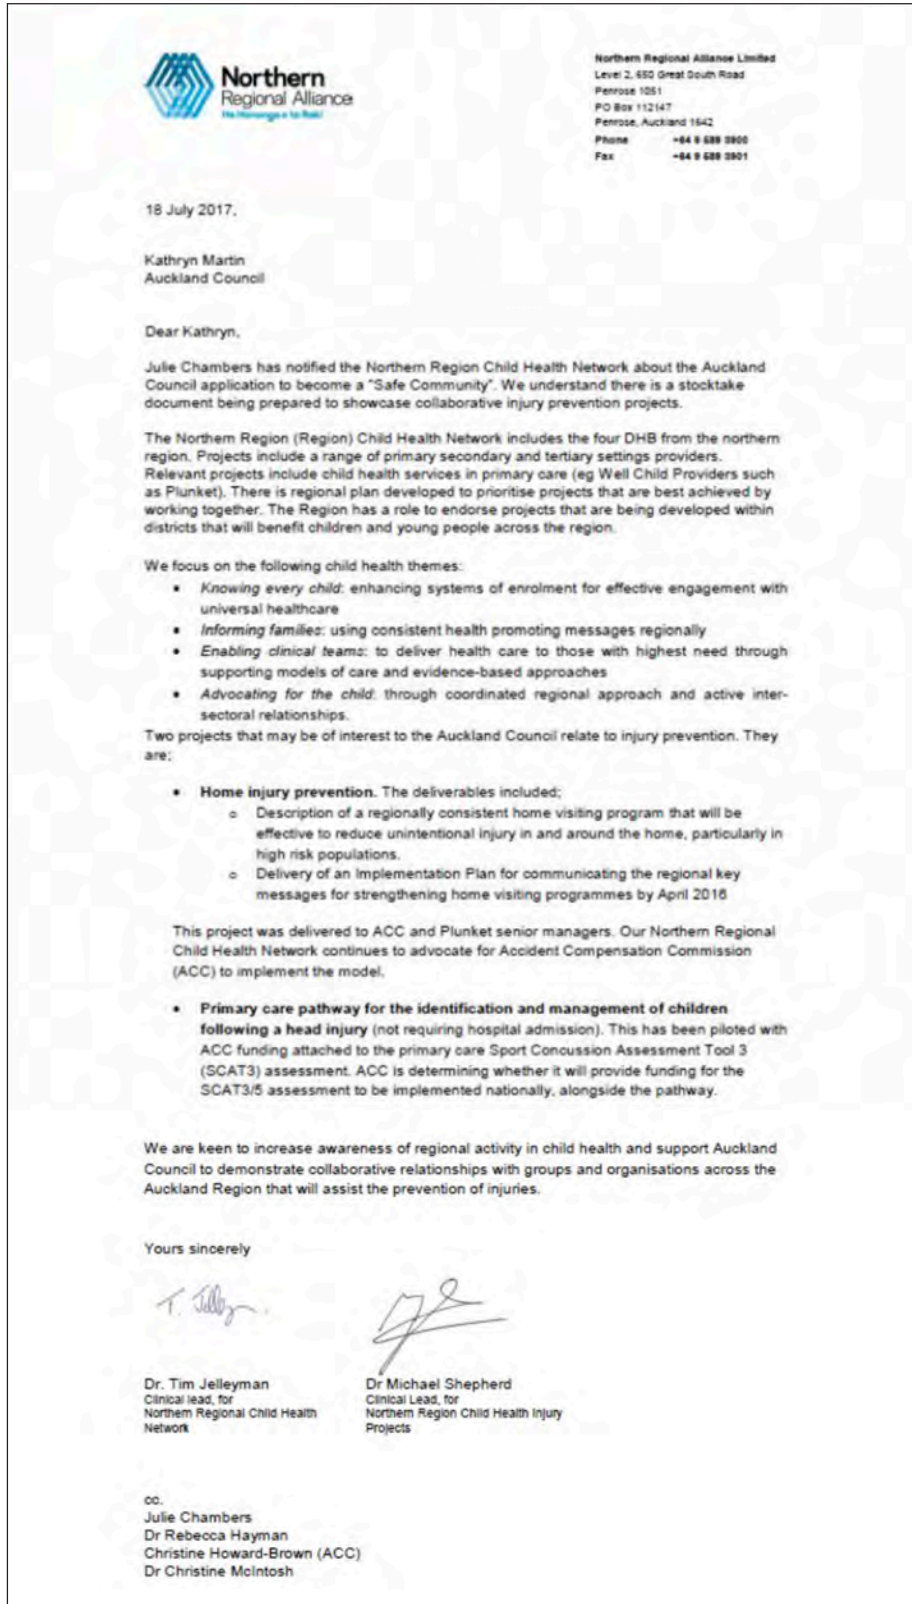 Northern
Regional Alliance
He Hononga o te Raki
Northern Regional Alliance Limited
Level 2, 650 Great South Road
Penrose 1051
PO Box 112147
Penrose, Auckland 1642
Phone +64 9 589 3900
Fax +64 9 589 3901
18 July 2017,
Kathryn Martin
Auckland Council
Dear Kathryn,
Julie Chambers has notified the Northern Region Child Health Network about the Auckland
Council application to become a "Safe Community". We understand there is a stocktake
document being prepared to showcase collaborative injury prevention projects.
The Northern Region (Region) Child Health Network includes the four DHB from the northern
region. Projects include a range of primary secondary and tertiary settings providers.
Relevant projects include child health services in primary care (eg Well Child Providers such
as Plunket). There is regional plan developed to prioritise projects that are best achieved by
working together. The Region has a role to endorse projects that are being developed within
districts that will benefit children and young people across the region.
We focus on the following child health themes:
• Knowing every child: enhancing systems of enrolment for effective engagement with
universal healthcare
• Informing families: using consistent health promoting messages regionally
• Enabling clinical teams: to deliver health care to those with highest need through
supporting models of care and evidence-based approaches
• Advocating for the child: through coordinated regional approach and active inter-
sectoral relationships.
Two projects that may be of interest to the Auckland Council relate to injury prevention. They
are;
• Home injury prevention. The deliverables included;
o Description of a regionally consistent home visiting program that will be
effective to reduce unintentional injury in and around the home, particularly in
high risk populations.
o Delivery of an Implementation Plan for communicating the regional key
messages for strengthening home visiting programmes by April 2016
This project was delivered to ACC and Plunket senior managers. Our Northern Regional
Child Health Network continues to advocate for Accident Compensation Commission
(ACC) to implement the model.
• Primary care pathway for the identification and management of children
following a head injury (not requiring hospital admission). This has been piloted with
ACC funding attached to the primary care Sport Concussion Assessment Tool 3
(SCAT3) assessment. ACC is determining whether it will provide funding for the
SCAT3/5 assessment to be implemented nationally, alongside the pathway.
We are keen to increase awareness of regional activity in child health and support Auckland
Council to demonstrate collaborative relationships with groups and organisations across the
Auckland Region that will assist the prevention of injuries.
Yours sincerely
T. Jelleyman
Dr. Tim Jelleyman
Clinical lead, for
Northern Regional Child Health
Network
Dr Michael Shepherd
Clinical Lead, for
Northern Region Child Health Injury
Projects
cc.
Julie Chambers
Dr Rebecca Hayman
Christine Howard-Brown (ACC)
Dr Christine McIntosh